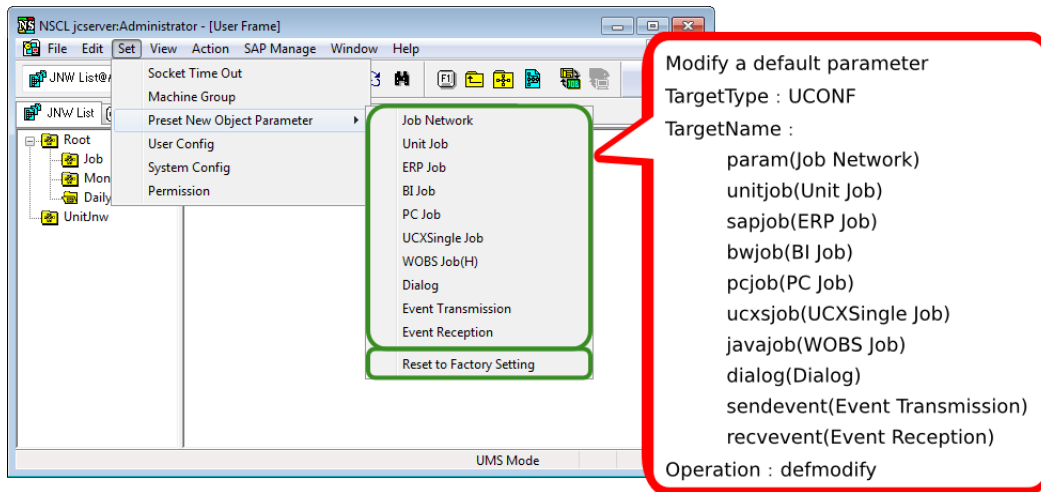 NSCL jcserver:Administrator - [User Frame]
File Edit Set View Action SAP Manage Window Help
JNW List@
Socket Time Out
Machine Group
Preset New Object Parameter
User Config
System Config
Permission
JNW List
Root
Job
Mon
Daily
UnitJnw
Job Network
Unit Job
ERP Job
BI Job
PC Job
UCXSingle Job
WOBS Job(H)
Dialog
Event Transmission
Event Reception
Reset to Factory Setting
UMS Mode
Modify a default parameter
TargetType : UCONF
TargetName :
param(Job Network)
unitjob(Unit Job)
sapjob(ERP Job)
bwjob(BI Job)
pcjob(PC Job)
ucxsjob(UCXSingle Job)
javajob(WOBS Job)
dialog(Dialog)
sendevent(Event Transmission)
recvevent(Event Reception)
Operation : defmodify